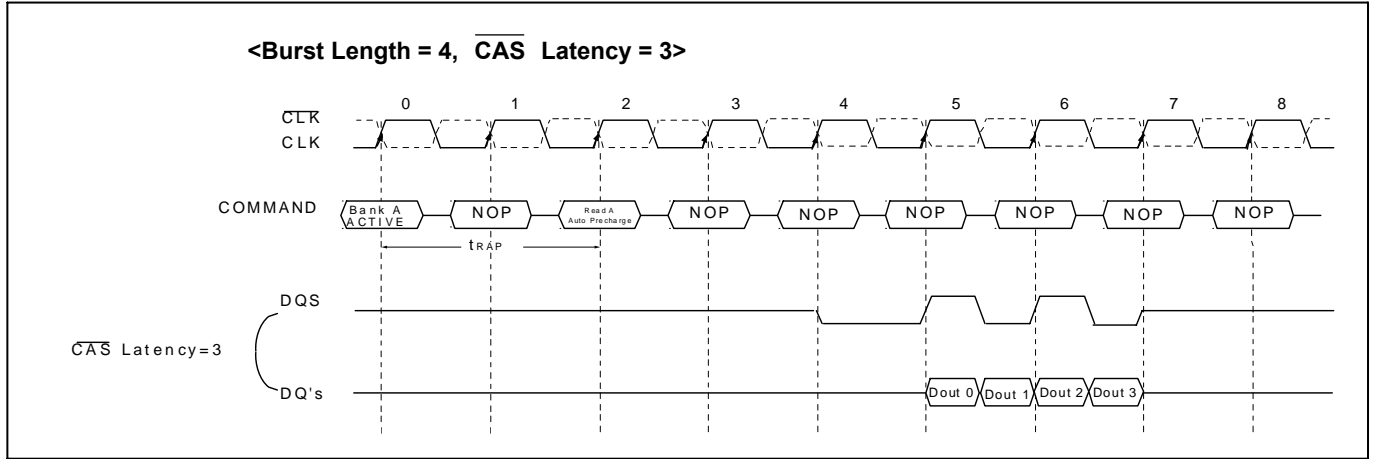 <Burst Length = 4, CAS Latency = 3>
0 1 2 3 4 5 6 7 8
CLK
CLK
COMMAND
Bank A
ACTIVE
NOP
Read A
Auto Precharge
NOP
NOP
NOP
NOP
NOP
NOP
tRAP
DQS
CAS Latency=3
DQ's
Dout 0 Dout 1 Dout 2 Dout 3